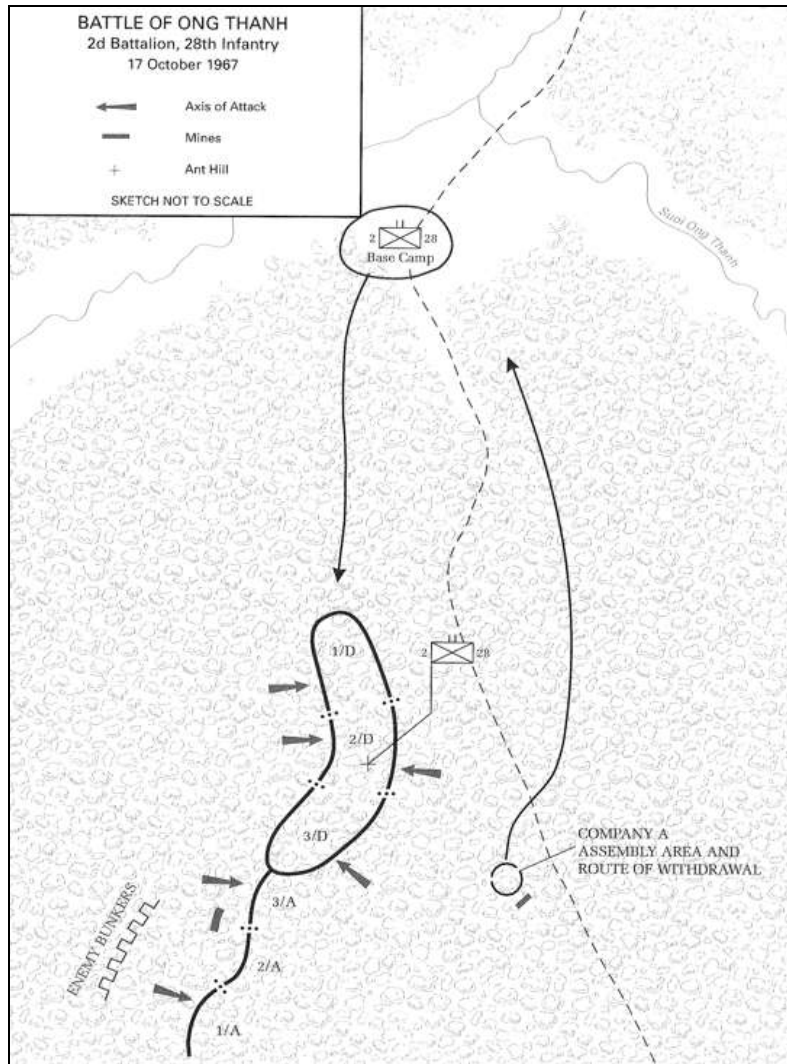 BATTLE OF ONG THANH
2d Battalion, 28th Infantry
17 October 1967
Axis of Attack
Mines
Ant Hill
SKETCH NOT TO SCALE
Suoi Ong Thanh
2 28
Base Camp
1/D
2 28
2/D
3/D
COMPANY A
ASSEMBLY AREA AND
ROUTE OF WITHDRAWAL
3/A
ENEMY BUNKERS
2/A
1/A